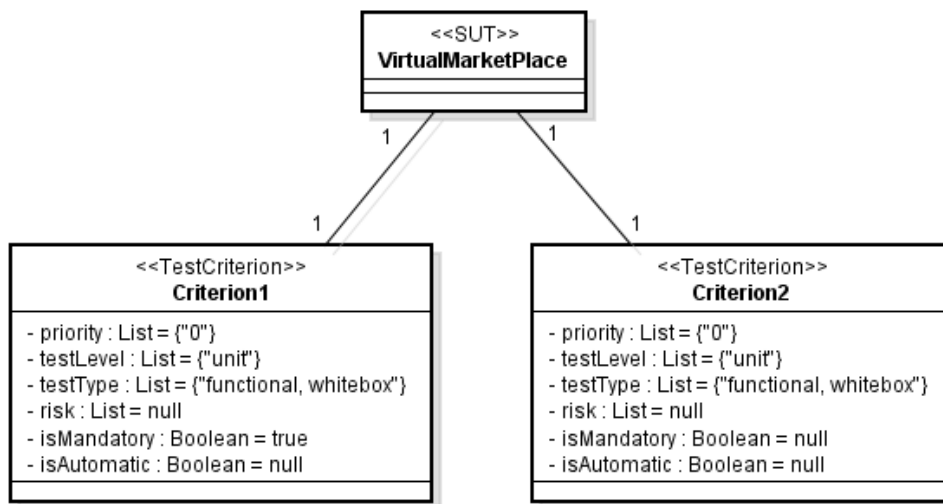 <<SUT>>
VirtualMarketPlace
1
1
1
1
<<TestCriterion>>
Criterion1
- priority : List = {"0"}
- testLevel : List = {"unit"}
- testType : List = {"functional, whitebox"}
- risk : List = null
- isMandatory : Boolean = true
- isAutomatic : Boolean = null
<<TestCriterion>>
Criterion2
- priority : List = {"0"}
- testLevel : List = {"unit"}
- testType : List = {"functional, whitebox"}
- risk : List = null
- isMandatory : Boolean = null
- isAutomatic : Boolean = null